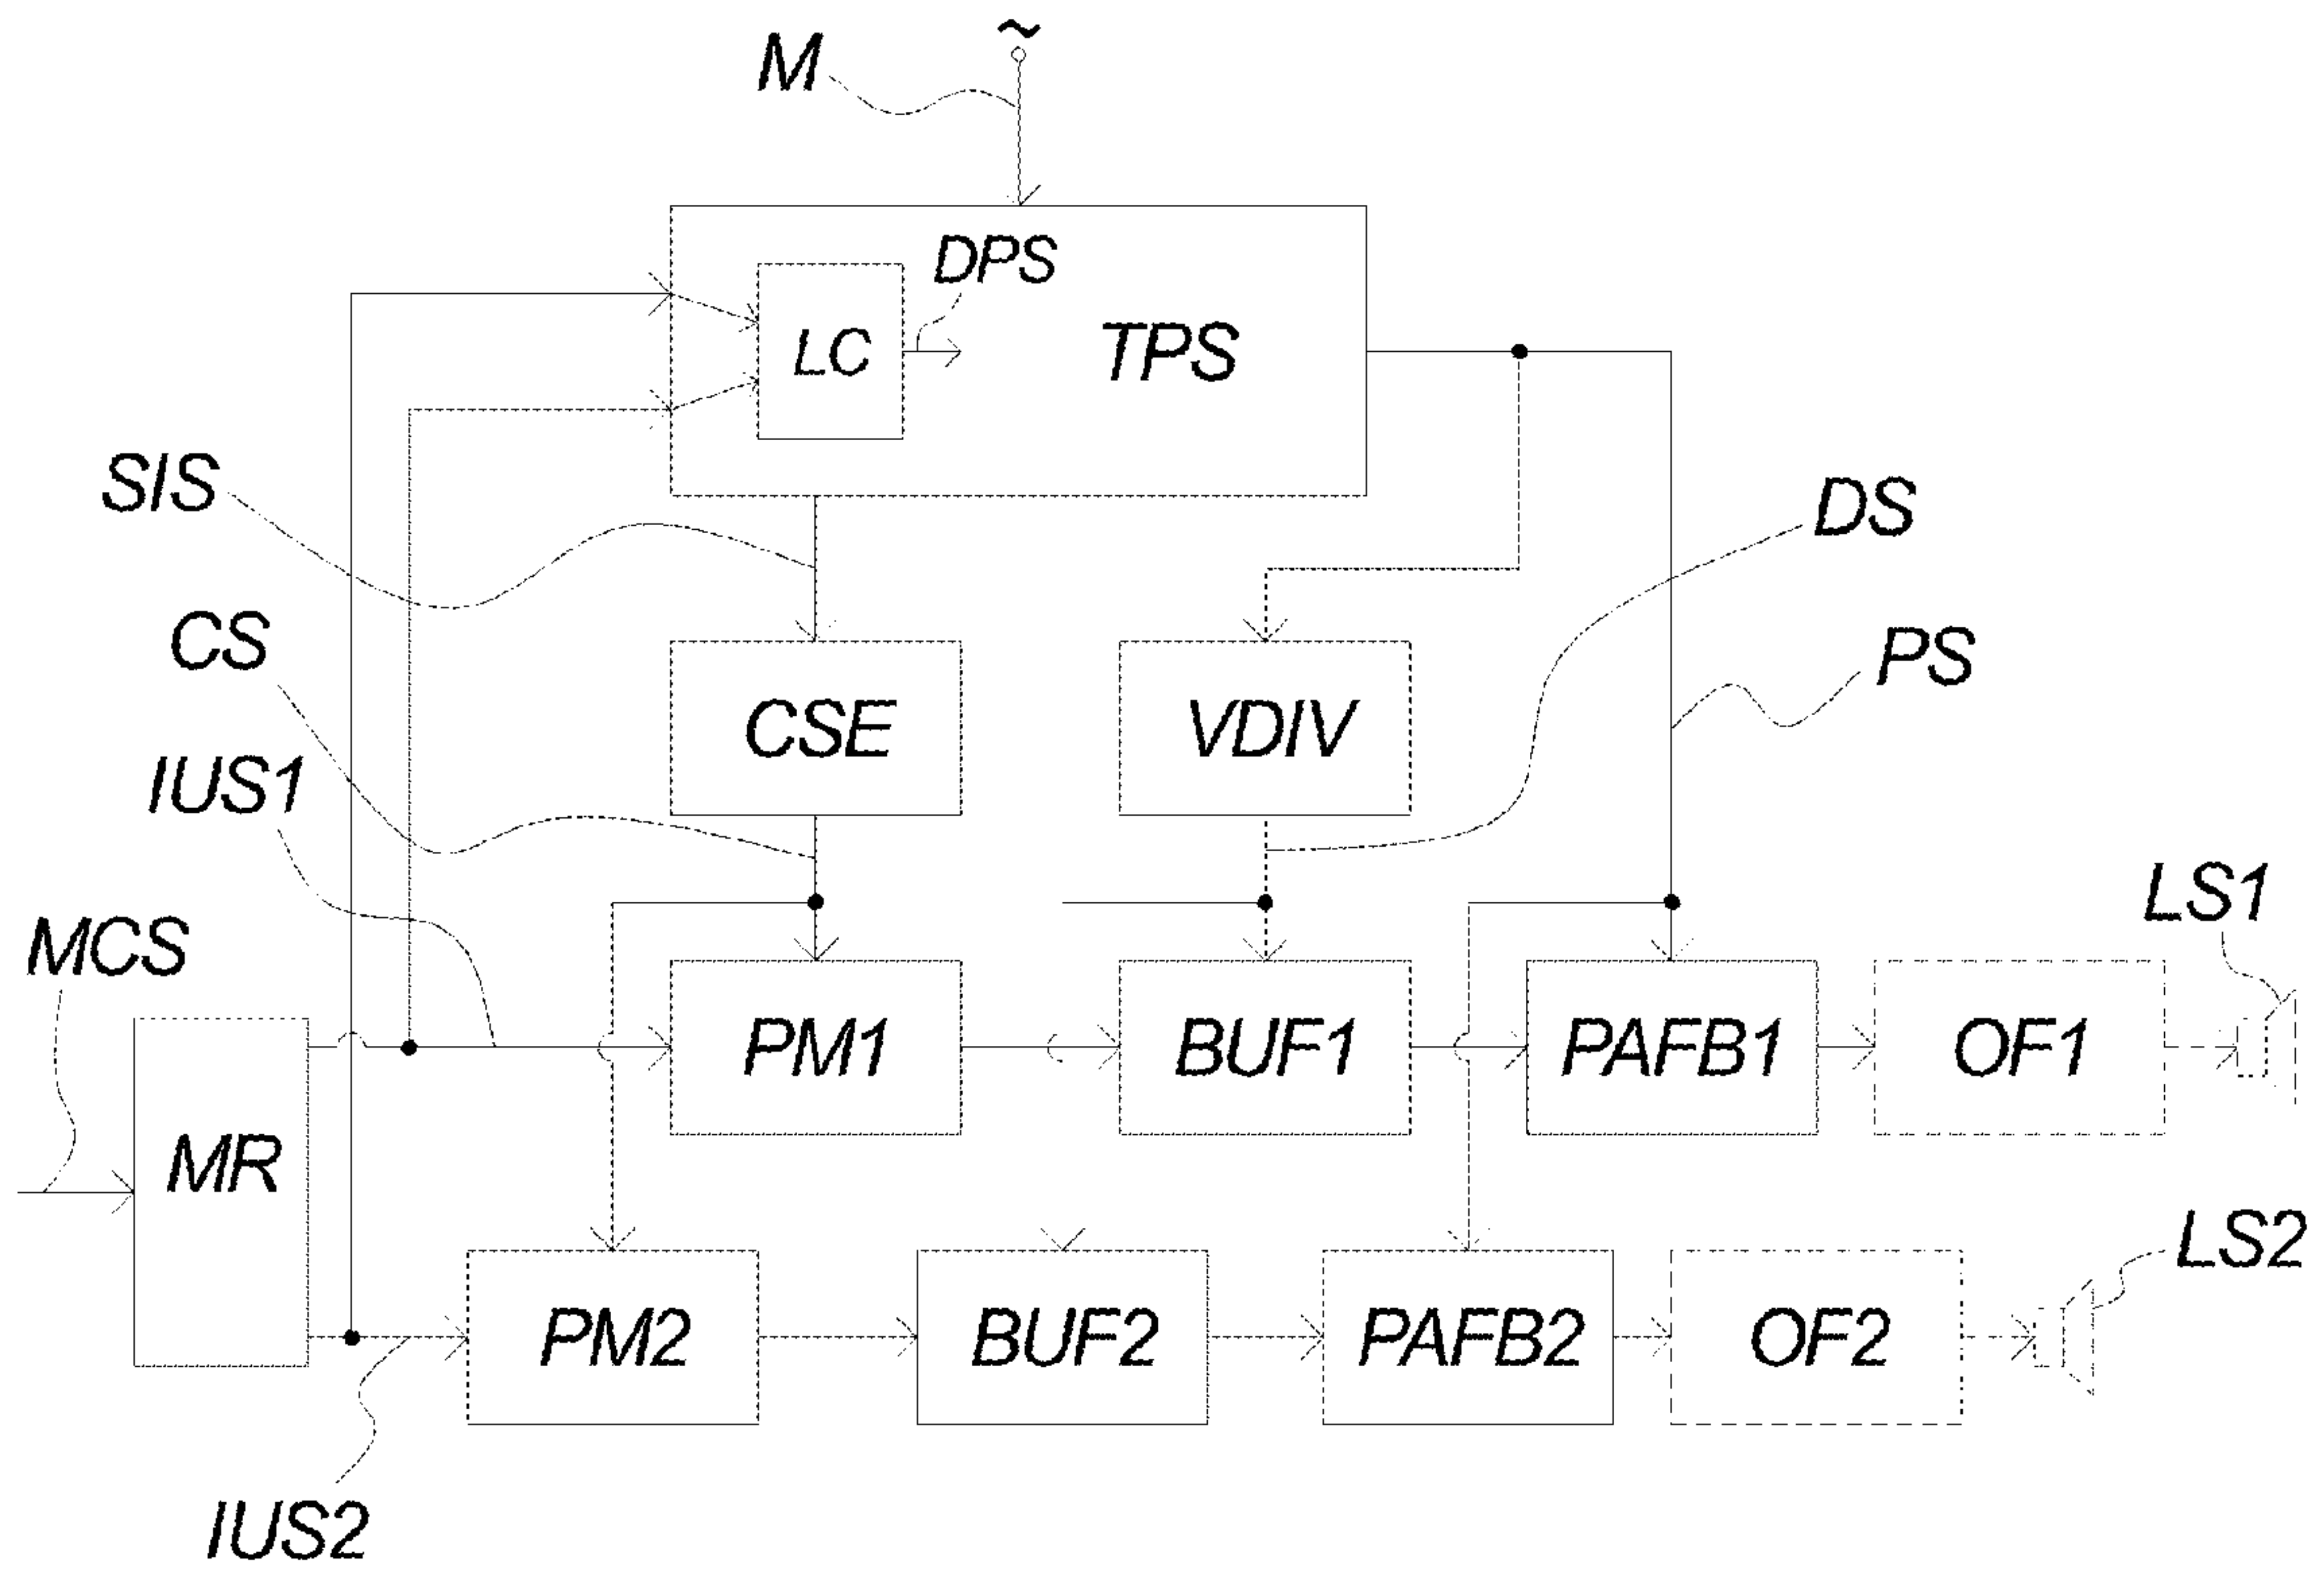 M
~
DPS
LC
TPS
SIS
DS
CS
PS
CSE
VDIV
IUS1
LS1
MCS
PM1
BUF1
PAFB1
OF1
MR
LS2
PM2
BUF2
PAFB2
OF2
IUS2